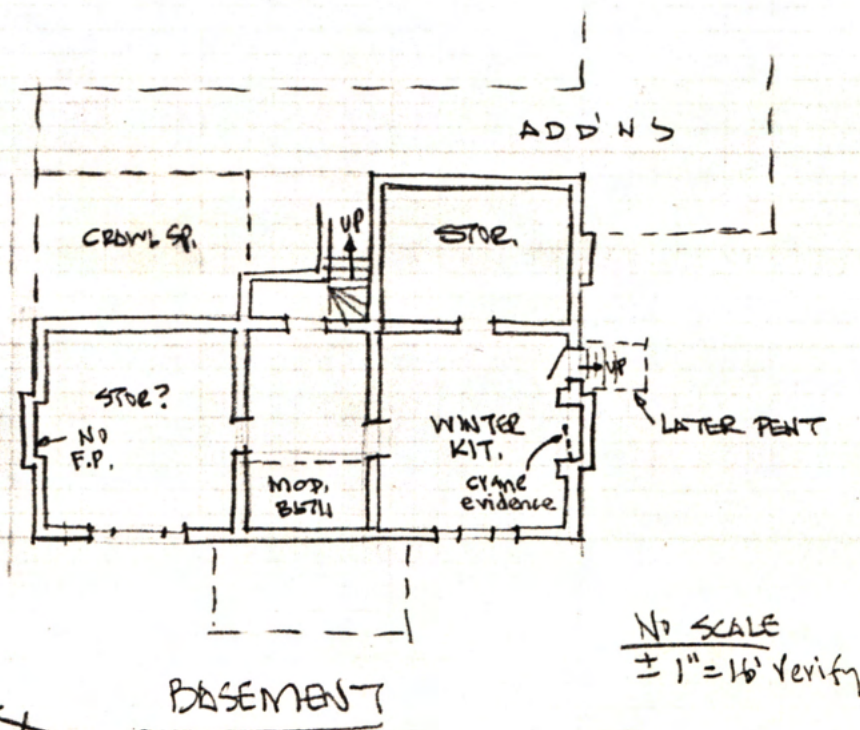 ADD'NS
CRAWL SP.
UP
STOR.
STOR?
NO
F.P.
UP
LATER PENT
WINTER
KIT.
crane
evidence
MOD.
BATH
NO SCALE
± 1" = 16' Verify
BASEMENT